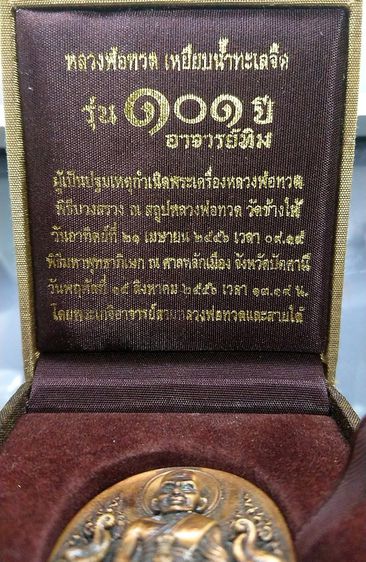 หลวงพ่อทวด เหยียบน้ำทะเลจืด
รุ่น ๑๐๑ ปี
อาจารย์ทิม
ผู้เป็นปฐมเหตุกำเนิดพระเครื่องหลวงพ่อทวด
พิธีบวงสรวง ณ สถูปหลวงพ่อทวด วัดช้างให้
วันอาทิตย์ที่ ๒๑ เมษายน ๒๕๕๖ เวลา ๐๙.๑๙
พิธีมหาพุทธาภิเษก ณ ศาลหลักเมือง จังหวัดปัตตานี
วันพฤหัสที่ ๑๕ สิงหาคม ๒๕๕๖ เวลา ๑๓.๑๙ น.
โดยพระเกจิอาจารย์สายหลวงพ่อทวดและสายใต้